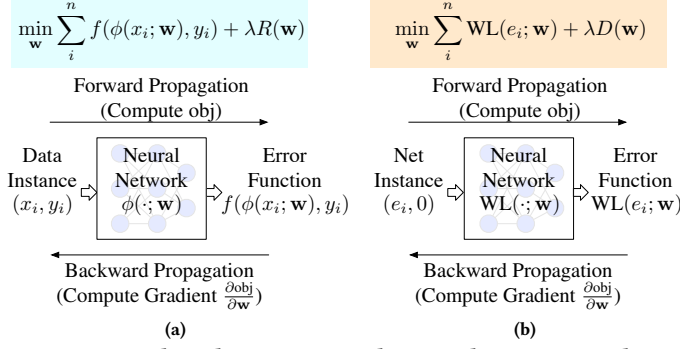 min_w ∑_i^n f(ϕ(x_i; w), y_i) + λR(w)
Forward Propagation
(Compute obj)
Data
Instance
(x_i, y_i)
Neural
Network
ϕ(·; w)
Error
Function
f(ϕ(x_i; w), y_i)
Backward Propagation
(Compute Gradient ∂obj/∂w)
(a)
min_w ∑_i^n WL(e_i; w) + λD(w)
Forward Propagation
(Compute obj)
Net
Instance
(e_i, 0)
Neural
Network
WL(·; w)
Error
Function
WL(e_i; w)
Backward Propagation
(Compute Gradient ∂obj/∂w)
(b)